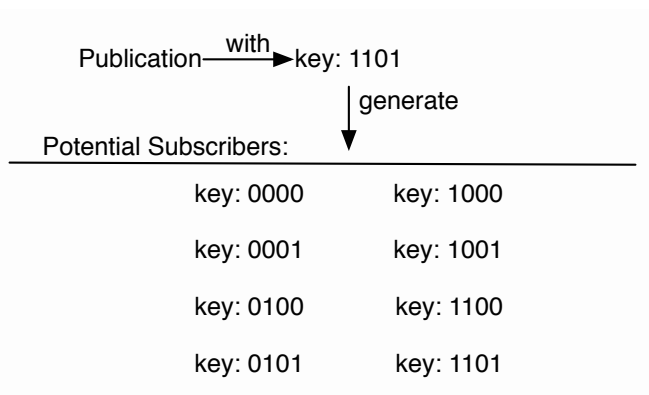 with
Publication key: 1101
generate
Potential Subscribers:
key: 0000 key: 1000
key: 0001 key: 1001
key: 0100 key: 1100
key: 0101 key: 1101